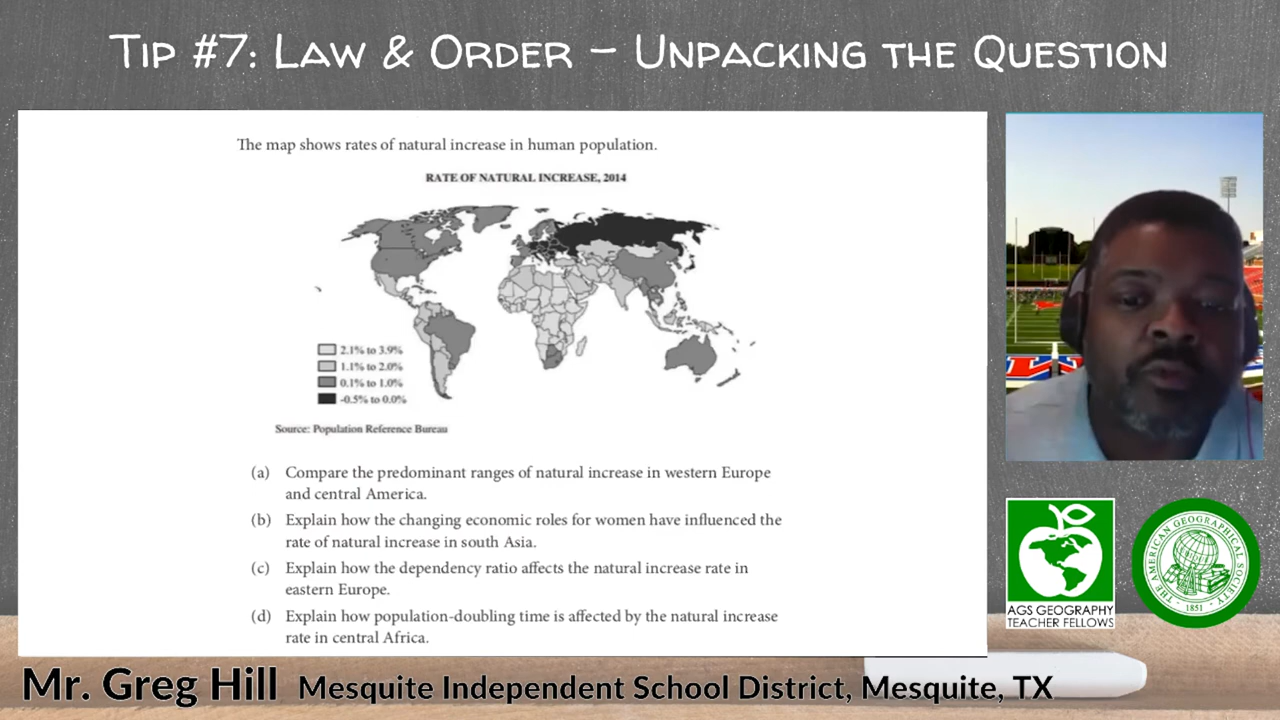 TIP #7: LAW & ORDER – UNPACKING THE QUESTION
The map shows rates of natural increase in human population.
RATE OF NATURAL INCREASE, 2014
2.1% to 3.9%
1.1% to 2.0%
0.1% to 1.0%
-0.5% to 0.0%
Source: Population Reference Bureau
(a) Compare the predominant ranges of natural increase in western Europe
and central America.
(b) Explain how the changing economic roles for women have influenced the
rate of natural increase in south Asia.
(c) Explain how the dependency ratio affects the natural increase rate in
eastern Europe.
(d) Explain how population-doubling time is affected by the natural increase
rate in central Africa.
AGS GEOGRAPHY
TEACHER FELLOWS
THE AMERICAN GEOGRAPHICAL SOCIETY
1851
Mr. Greg Hill Mesquite Independent School District, Mesquite, TX